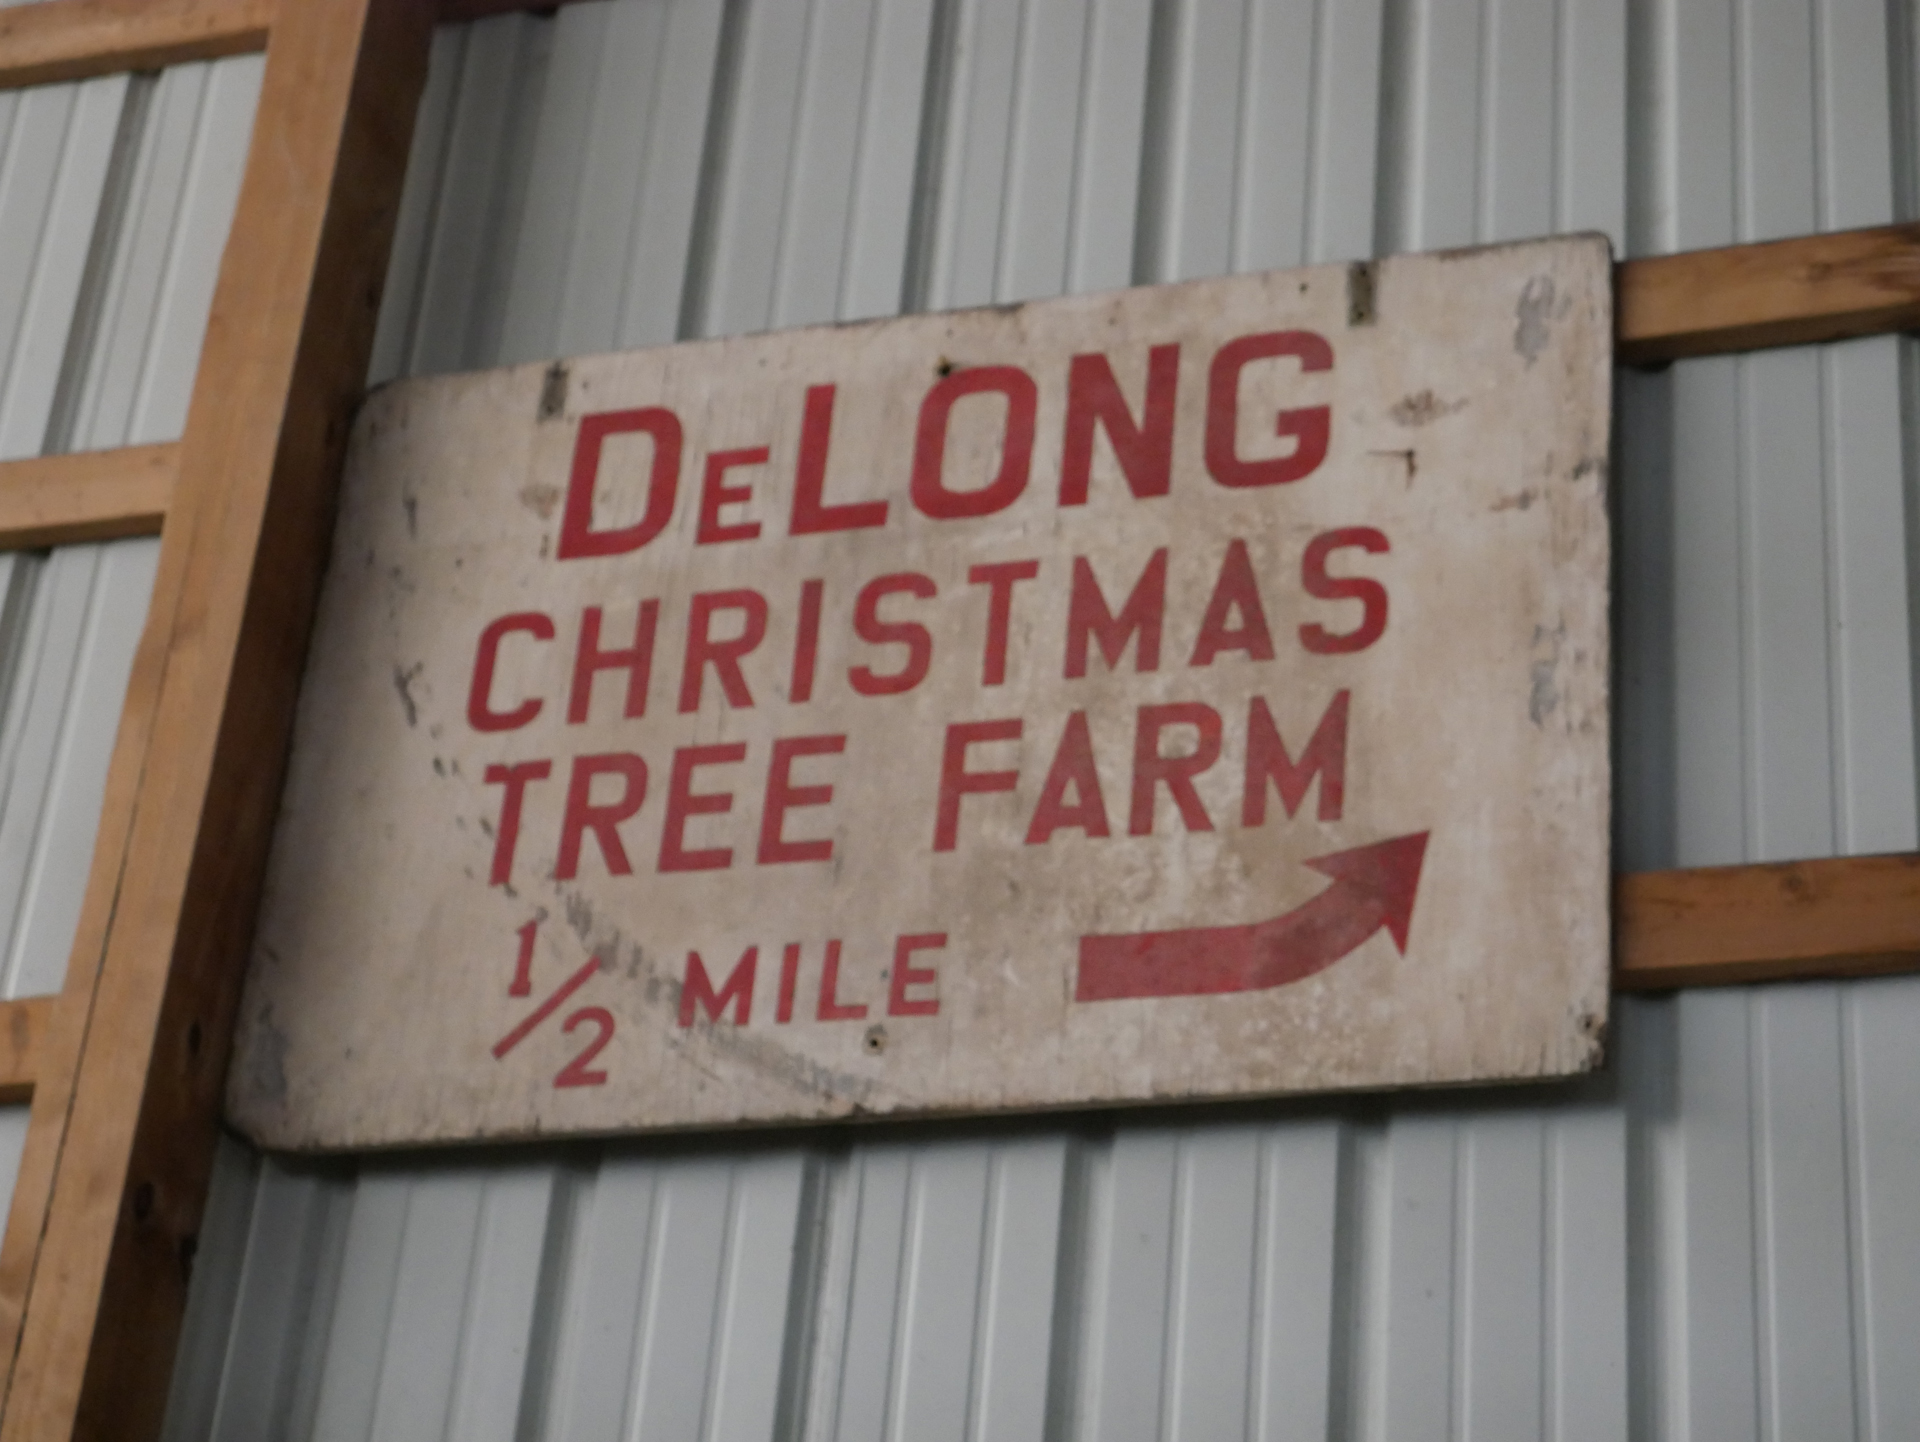 DeLONG
CHRISTMAS
TREE FARM
1/2 MILE